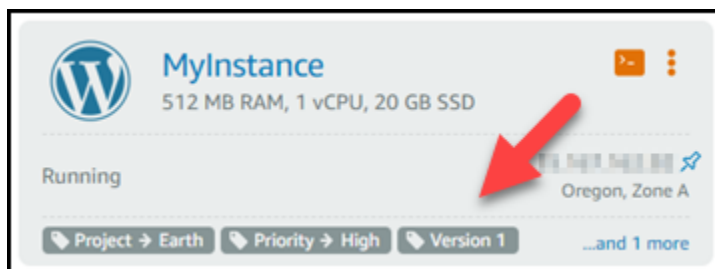 MyInstance
512 MB RAM, 1 vCPU, 20 GB SSD
Running
Oregon, Zone A
Project → Earth
Priority → High
Version 1
...and 1 more